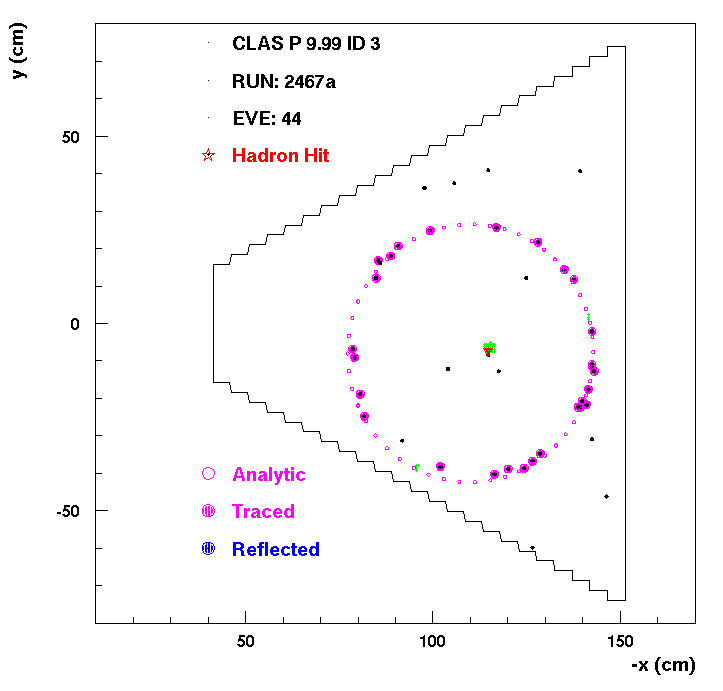 y (cm)
CLAS P 9.99 ID 3
RUN: 2467a
EVE: 44
Hadron Hit
50
0
-50
Analytic
Traced
Reflected
50
100
150
-x (cm)